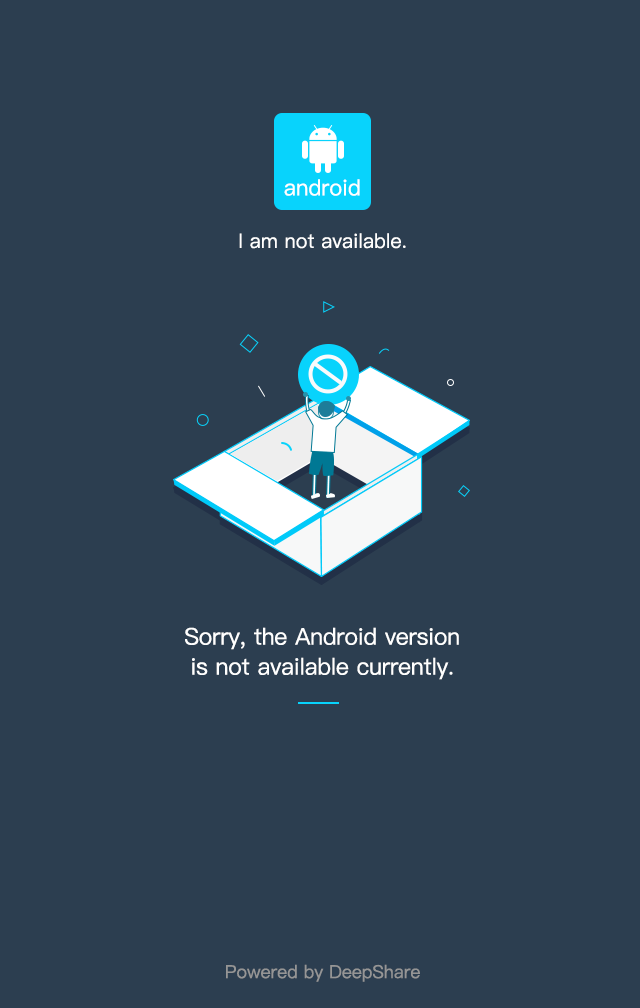 android
I am not available.
Sorry, the Android version
is not available currently.
Powered by DeepShare